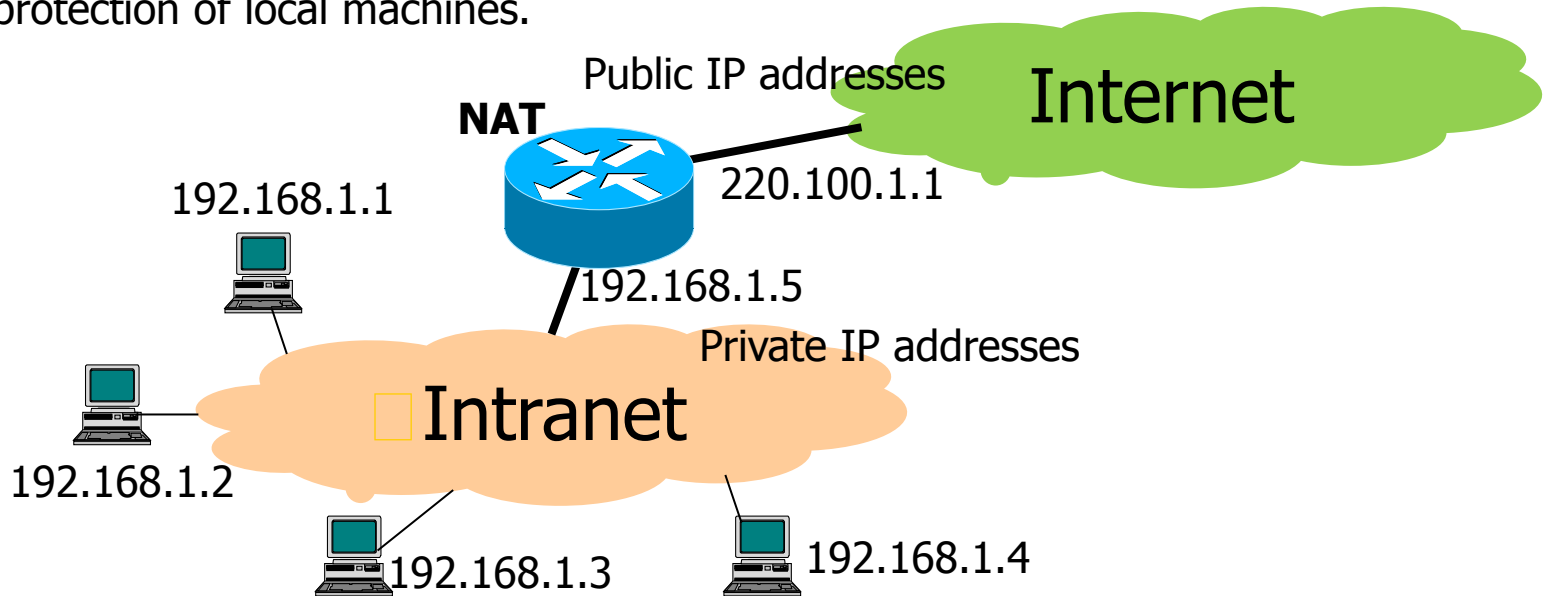 protection of local machines.
Public IP addresses
Internet
NAT
220.100.1.1
192.168.1.1
192.168.1.5
Private IP addresses
Intranet
192.168.1.2
192.168.1.3
192.168.1.4